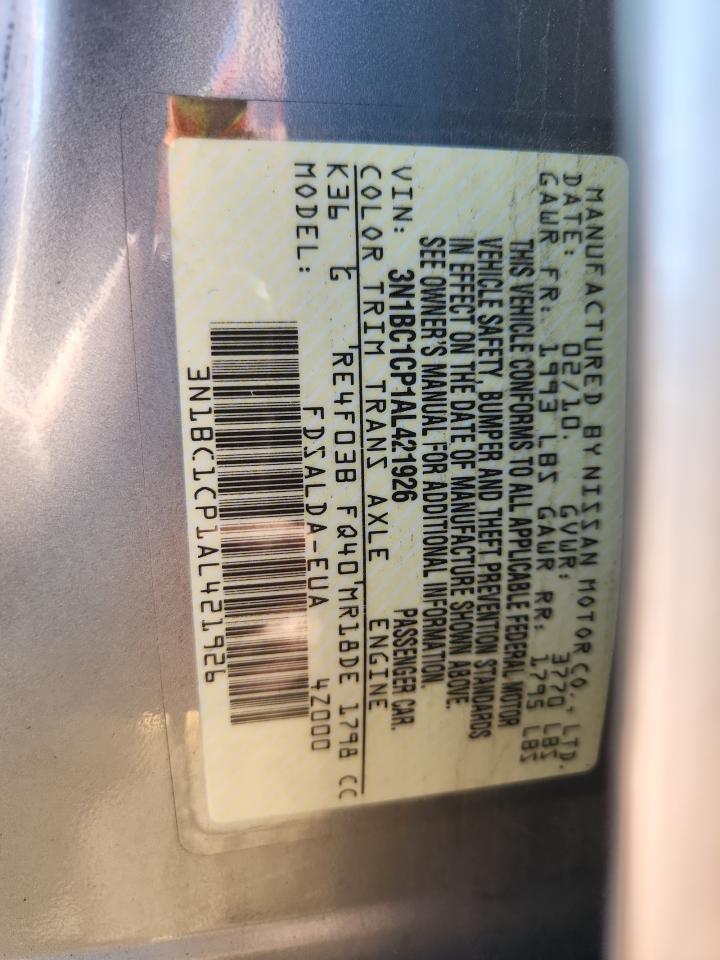 MANUFACTURED BY NISSAN MOTOR CO., LTD.
DATE: 02/10. GVWR: 3770 LBS
GAWR FR: 1993 LBS GAWR RR: 1795 LBS
THIS VEHICLE CONFORMS TO ALL APPLICABLE FEDERAL MOTOR
VEHICLE SAFETY, BUMPER AND THEFT PREVENTION STANDARDS
IN EFFECT ON THE DATE OF MANUFACTURE SHOWN ABOVE.
SEE OWNER'S MANUAL FOR ADDITIONAL INFORMATION.
VIN: 3N1BC1CP1AL421926 PASSENGER CAR.
COLOR TRIM TRANS AXLE ENGINE
K36 G RE4F03B FQ40 MR18DE 1798 CC
MODEL: FDSALDA-EUA 4Z000
3N1BC1CP1AL421926